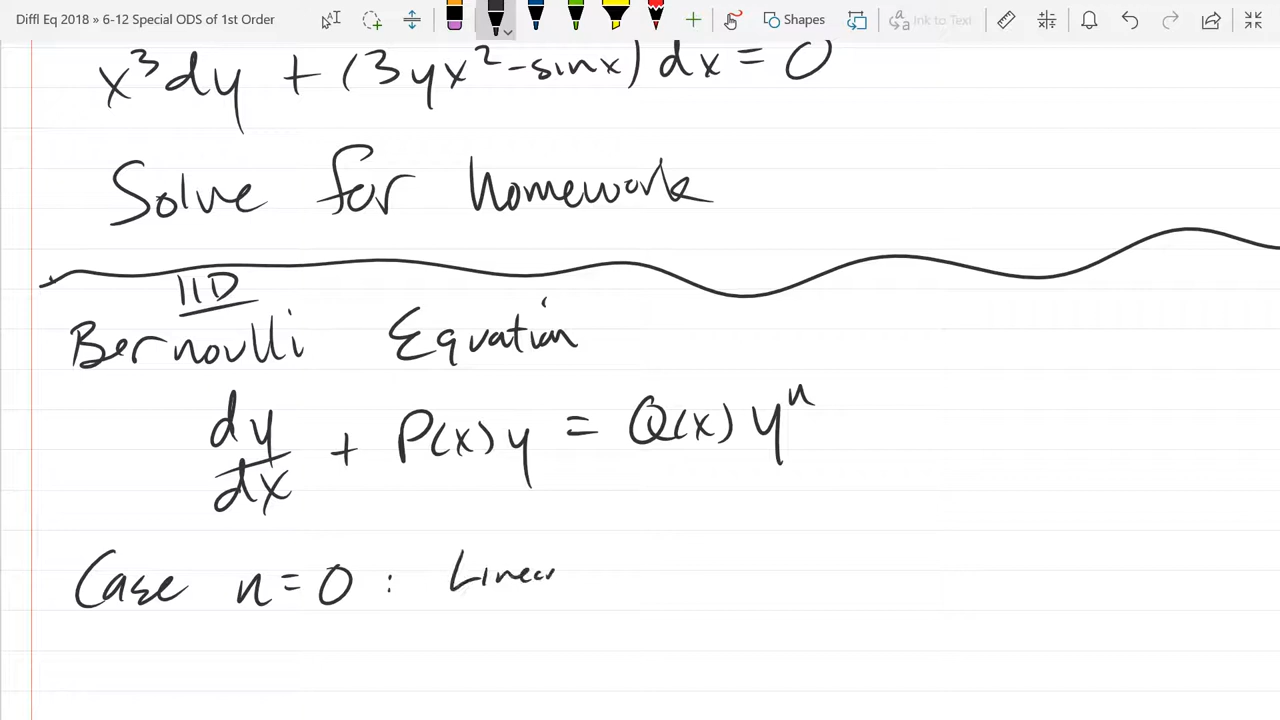 Diffl Eq 2018 » 6-12 Special ODS of 1st Order
Shapes
Ink to Text
x³dy + (3yx²-sinx) dx = 0
Solve for homework
11D
Bernoulli Equation
dy/dx + P(x)y = Q(x) yⁿ
Case n=0 : Linear